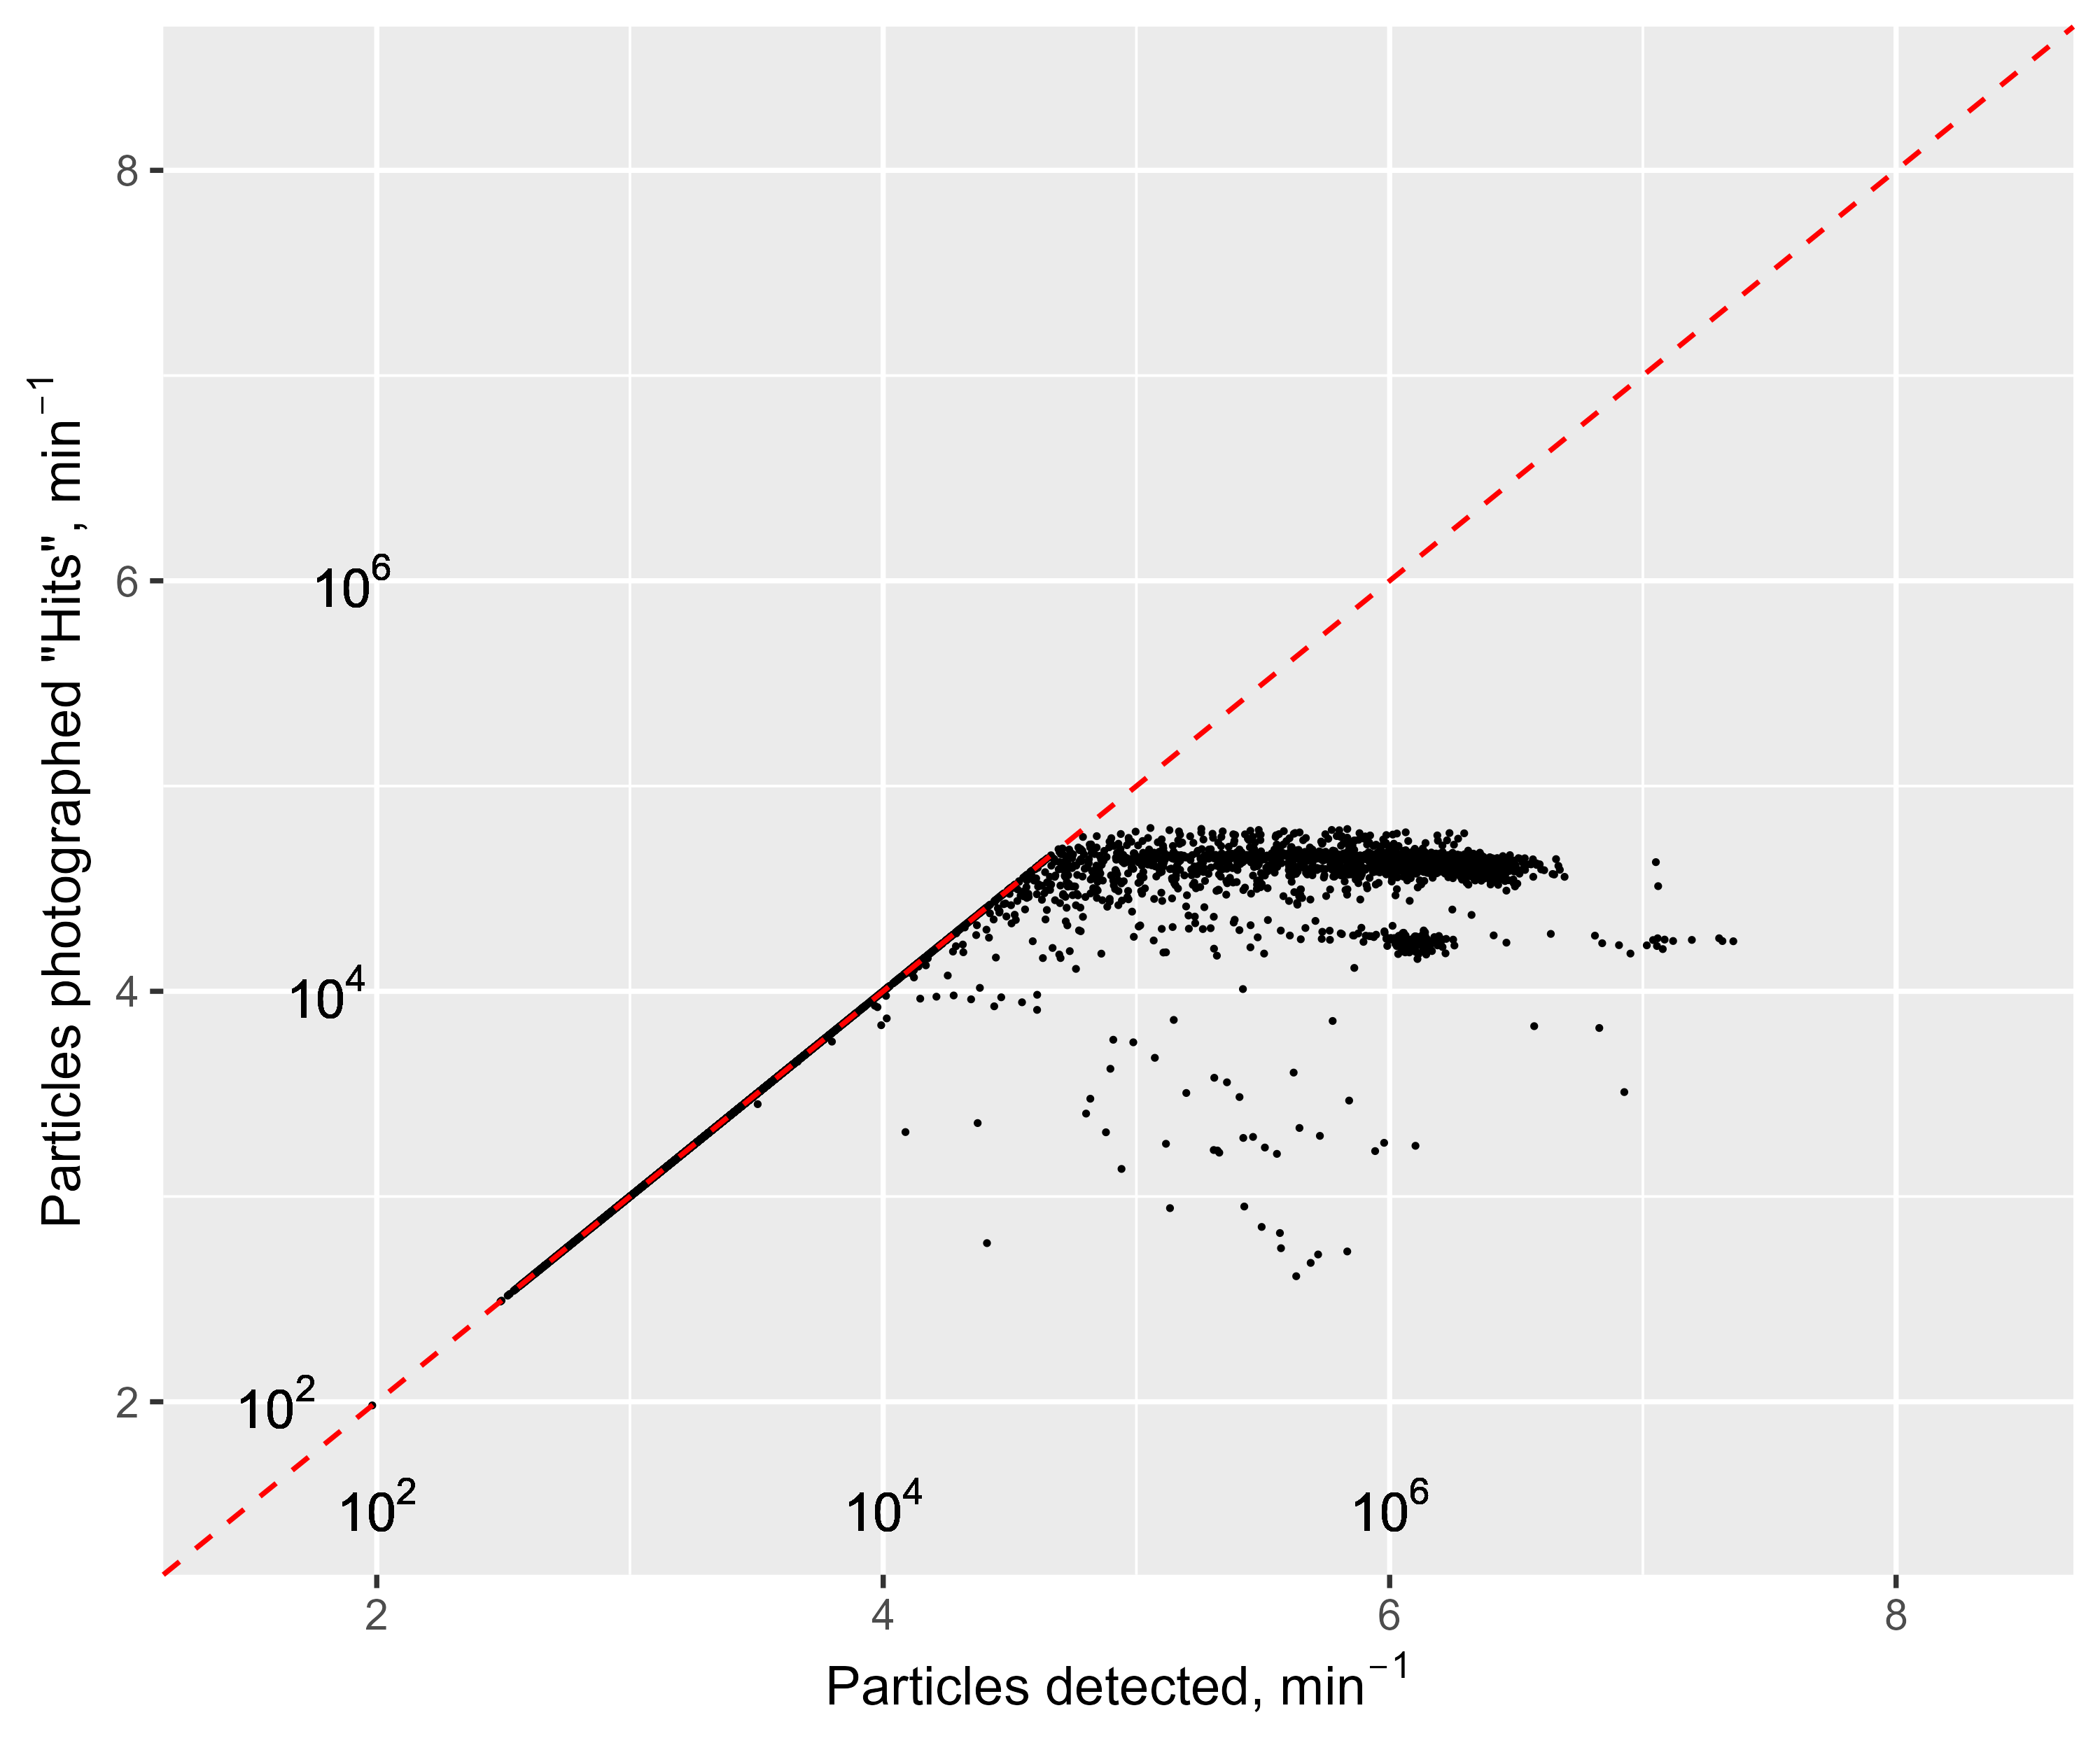 8
6
4
2
Particles photographed "Hits", min⁻¹
10⁶
10⁴
10²
10² 10⁴ 10⁶
2 4 6 8
Particles detected, min⁻¹